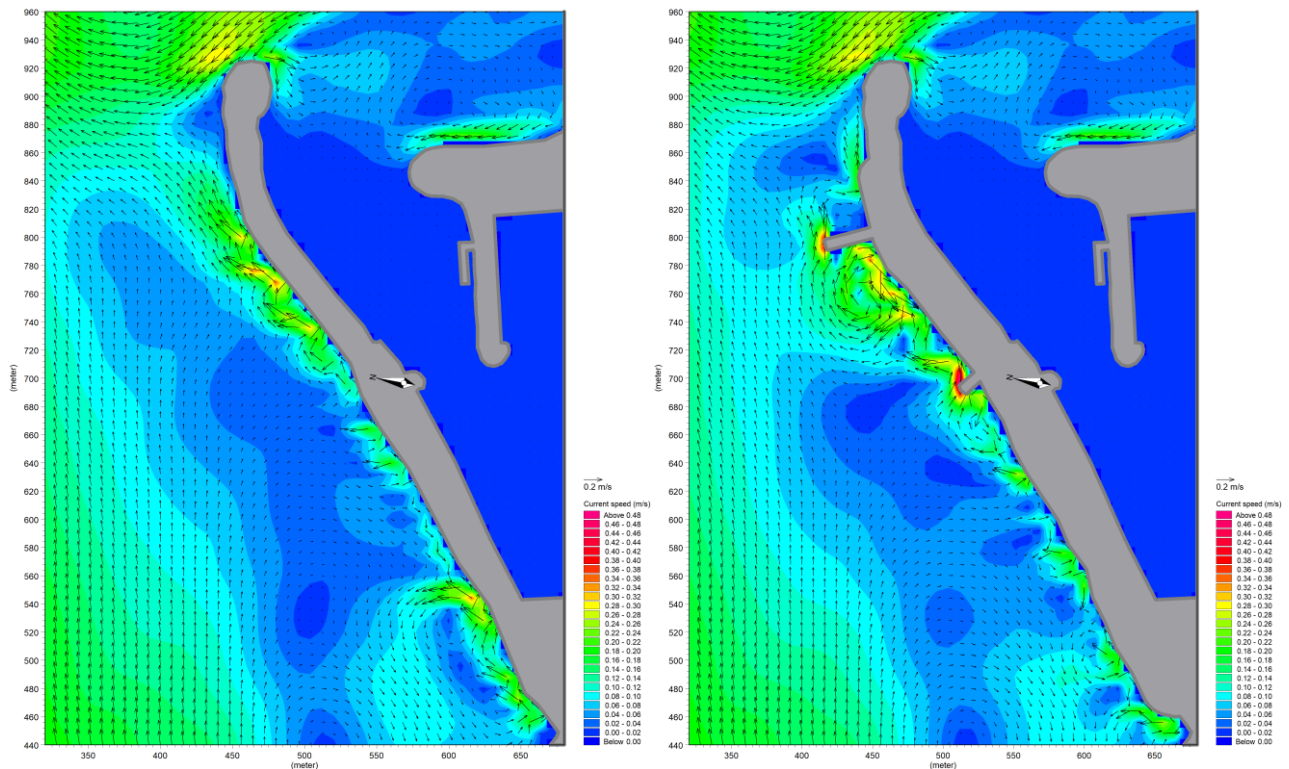 960
940
920
900
880
860
840
820
800
780
760
740
720
700
680
660
640
620
600
580
560
540
520
500
480
460
440
(meter)
350
400
450
500
550
600
650
(meter)
N
0.2 m/s
Current speed (m/s)
Above 0.48
0.46 - 0.48
0.44 - 0.46
0.42 - 0.44
0.40 - 0.42
0.38 - 0.40
0.36 - 0.38
0.34 - 0.36
0.32 - 0.34
0.30 - 0.32
0.28 - 0.30
0.26 - 0.28
0.24 - 0.26
0.22 - 0.24
0.20 - 0.22
0.18 - 0.20
0.16 - 0.18
0.14 - 0.16
0.12 - 0.14
0.10 - 0.12
0.08 - 0.10
0.06 - 0.08
0.04 - 0.06
0.02 - 0.04
0.00 - 0.02
Below 0.00
960
940
920
900
880
860
840
820
800
780
760
740
720
700
680
660
640
620
600
580
560
540
520
500
480
460
440
(meter)
350
400
450
500
550
600
650
(meter)
N
0.2 m/s
Current speed (m/s)
Above 0.48
0.46 - 0.48
0.44 - 0.46
0.42 - 0.44
0.40 - 0.42
0.38 - 0.40
0.36 - 0.38
0.34 - 0.36
0.32 - 0.34
0.30 - 0.32
0.28 - 0.30
0.26 - 0.28
0.24 - 0.26
0.22 - 0.24
0.20 - 0.22
0.18 - 0.20
0.16 - 0.18
0.14 - 0.16
0.12 - 0.14
0.10 - 0.12
0.08 - 0.10
0.06 - 0.08
0.04 - 0.06
0.02 - 0.04
0.00 - 0.02
Below 0.00